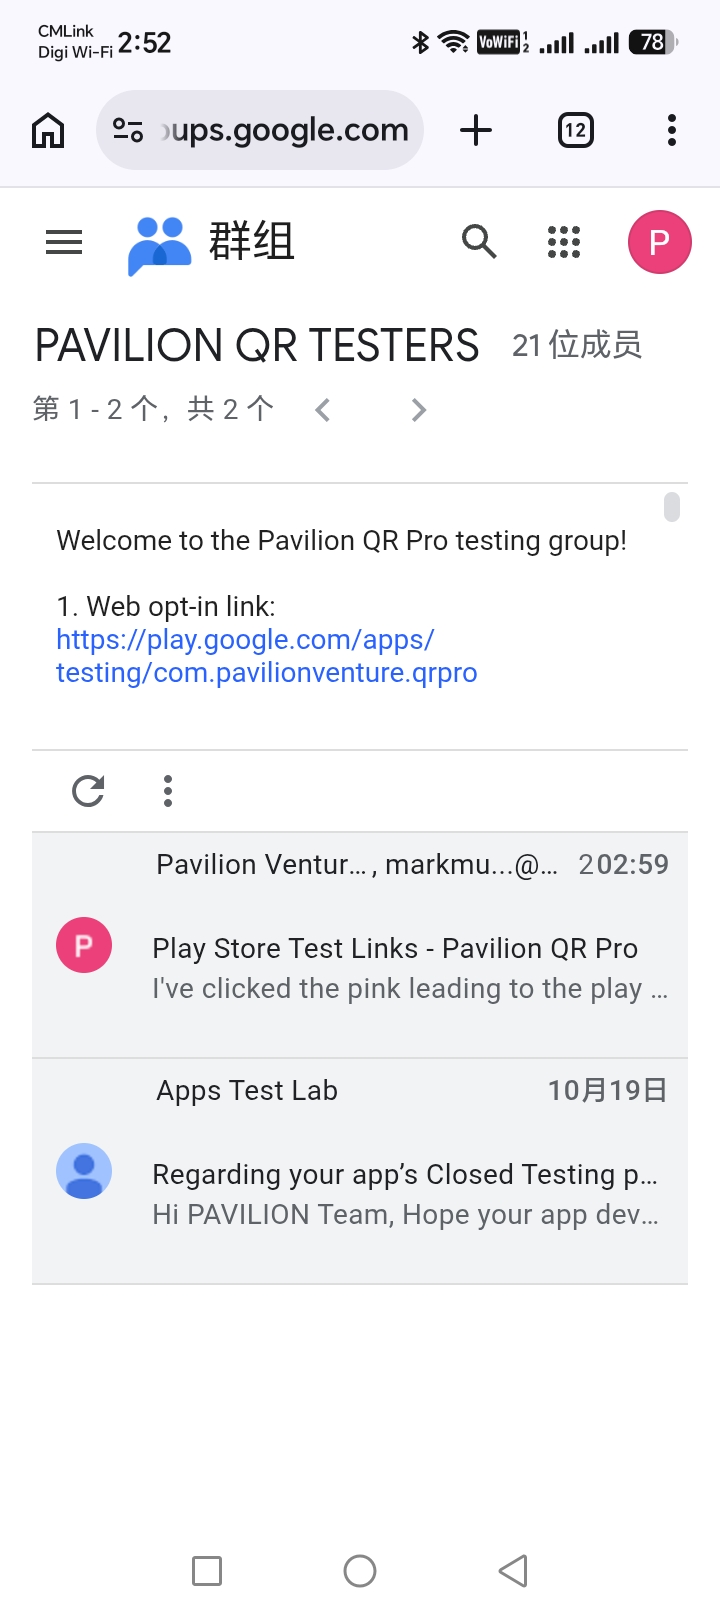 CMLink
Digi Wi-Fi 2:52 VoWiFi 1 2 78
oups.google.com 12
群组 P
PAVILION QR TESTERS 21 位成员
第 1 - 2 个，共 2 个
Welcome to the Pavilion QR Pro testing group!
1. Web opt-in link:
https://play.google.com/apps/
testing/com.pavilionventure.qrpro
Pavilion Ventur…, markmu...@... 2 02:59
P
Play Store Test Links - Pavilion QR Pro
I've clicked the pink leading to the play ...
Apps Test Lab 10月19日
Regarding your app’s Closed Testing p...
Hi PAVILION Team, Hope your app dev...